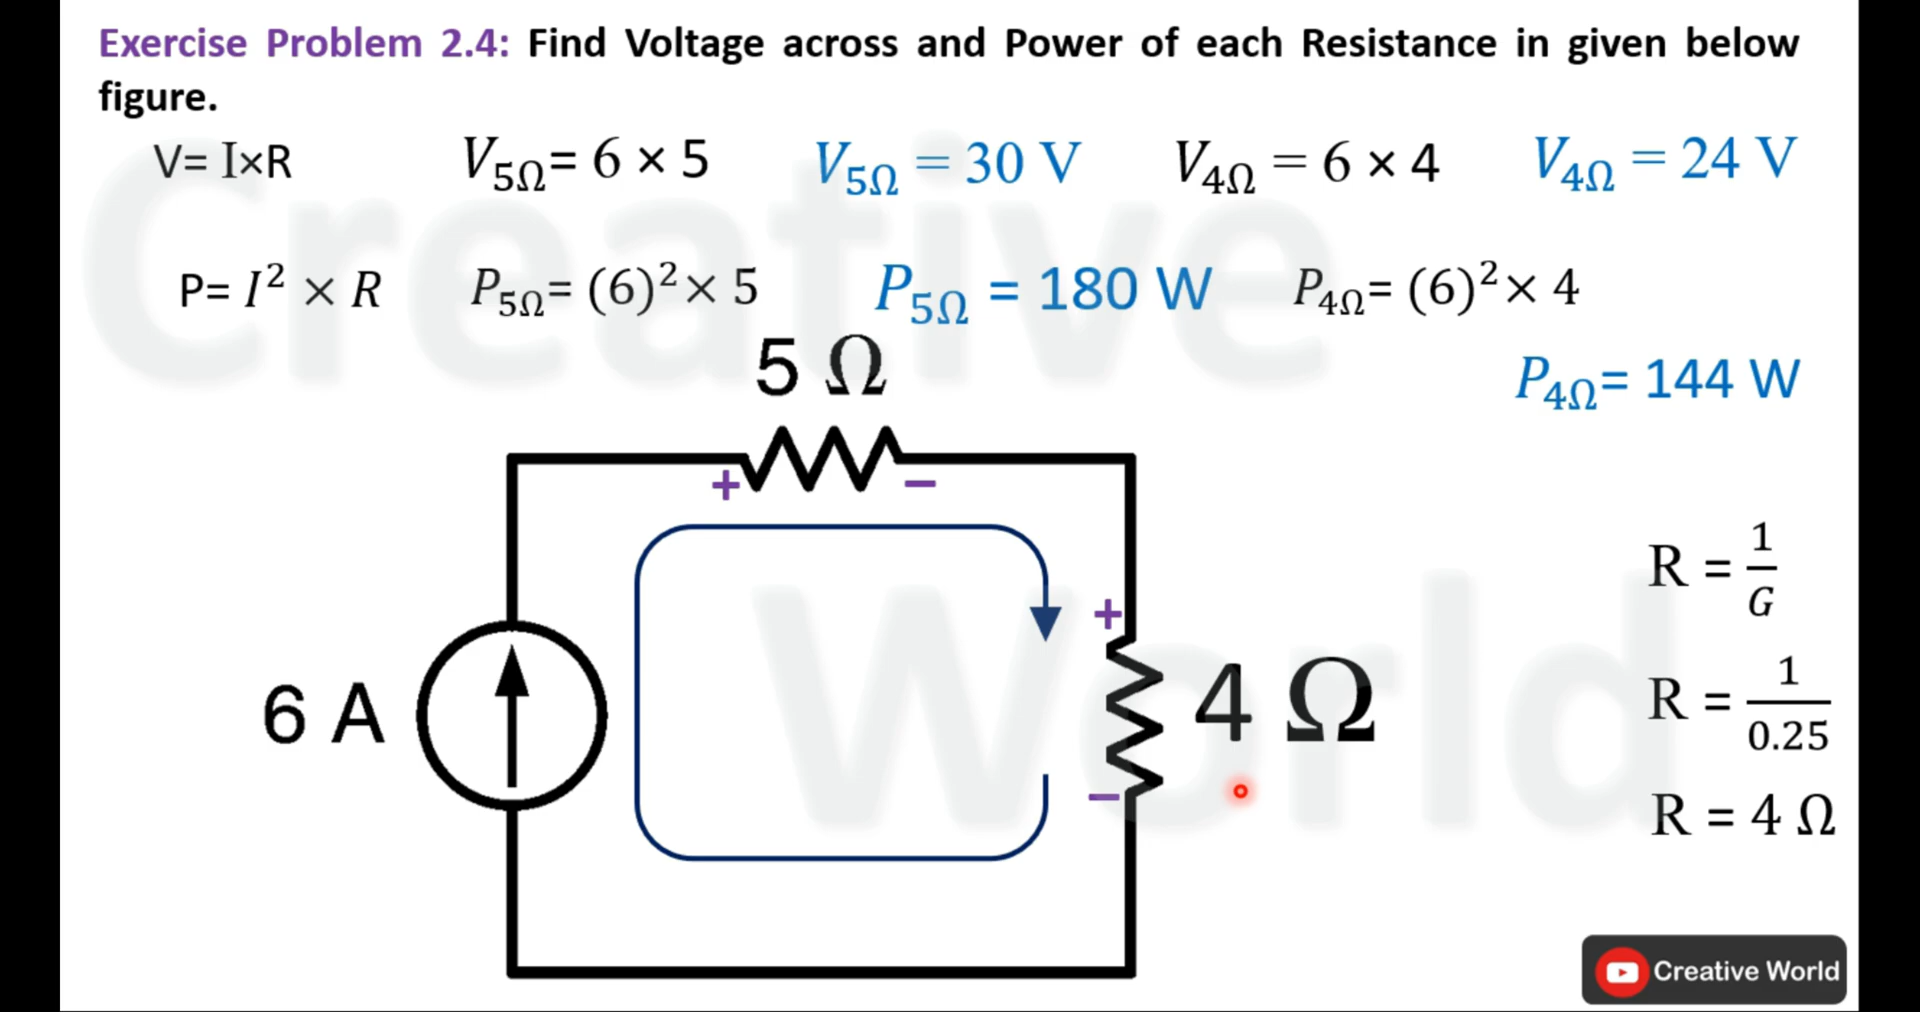 Exercise Problem 2.4: Find Voltage across and Power of each Resistance in given below
figure.
V= I×R V₅Ω= 6 × 5 V₅Ω = 30 V V₄Ω = 6 × 4 V₄Ω = 24 V
P= I² × R P₅Ω= (6)²× 5 P₅Ω = 180 W P₄Ω= (6)²× 4
5 Ω
P₄Ω= 144 W
+ −
+
6 A
4 Ω
−
R = 1/G
R = 1/0.25
R = 4 Ω
Creative
World
Creative World